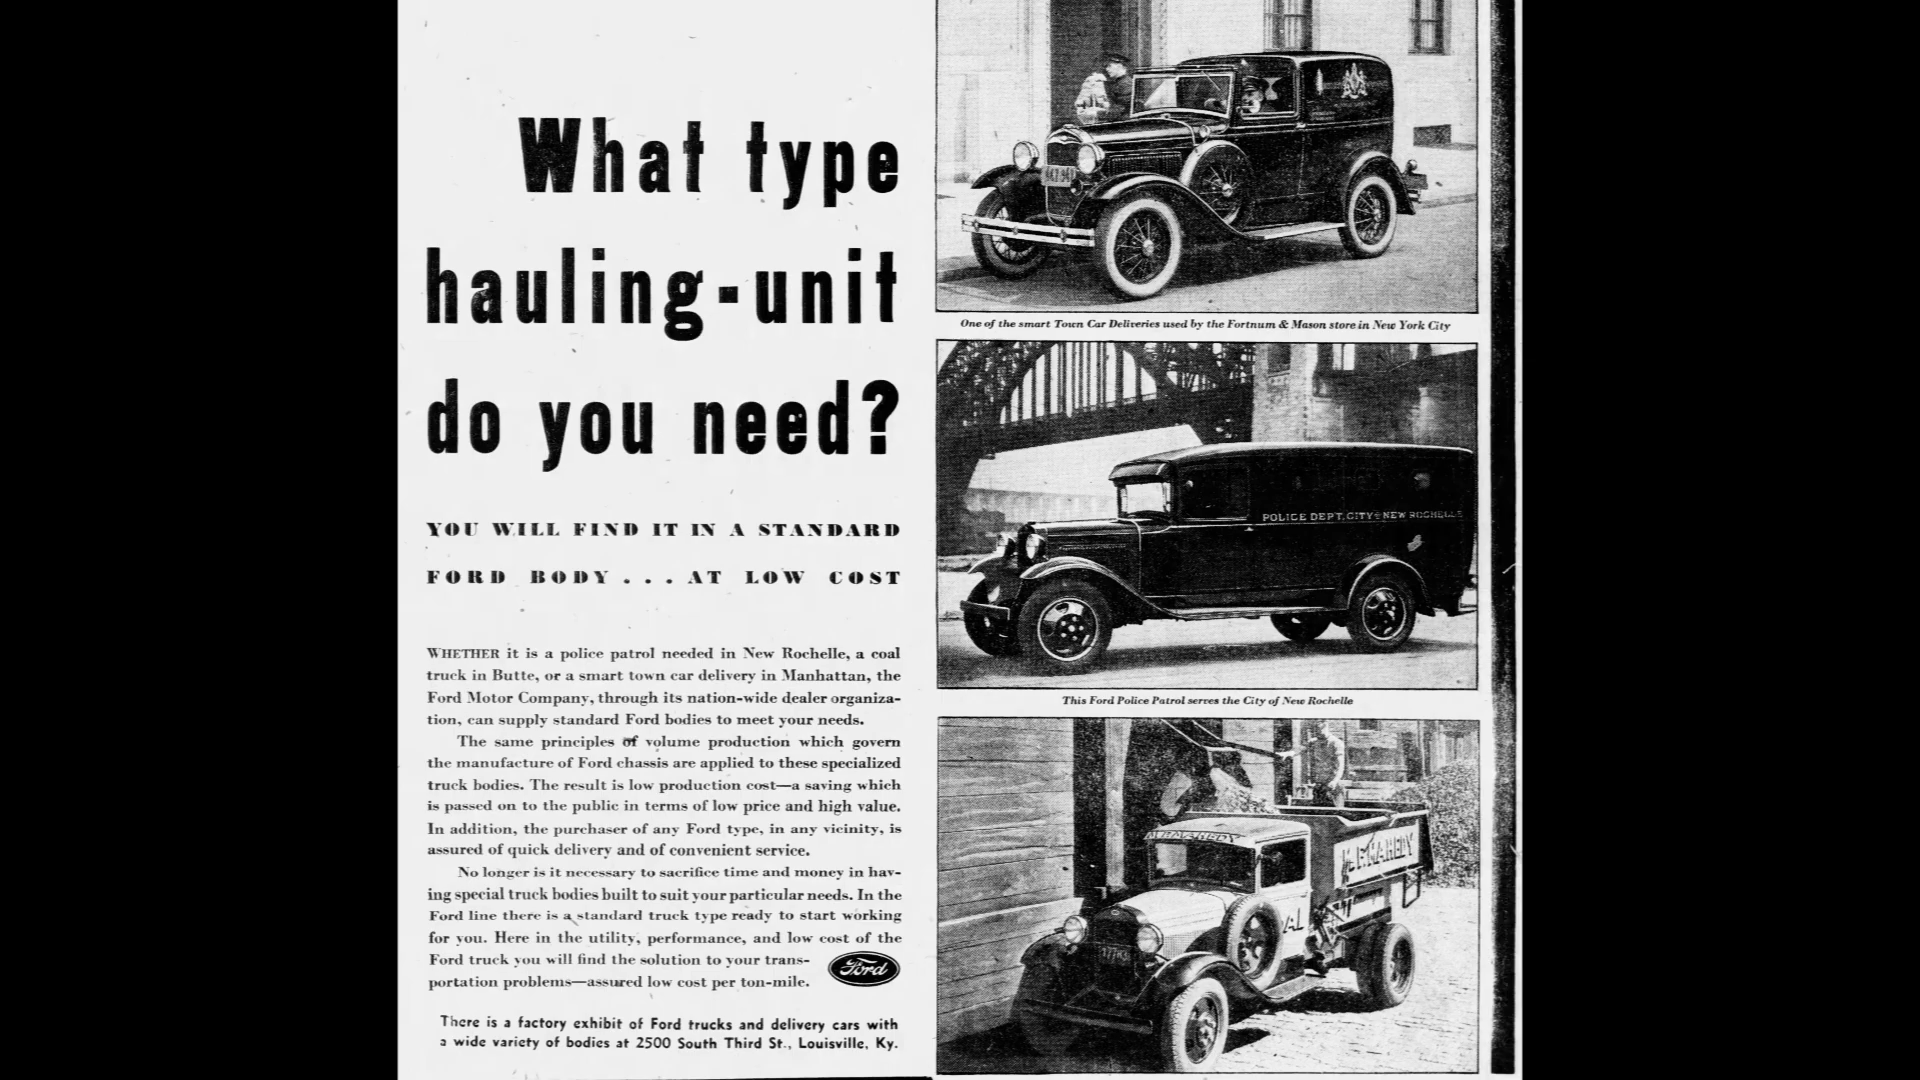 What type
hauling-unit
do you need?
YOU WILL FIND IT IN A STANDARD
FORD BODY . . . AT LOW COST
WHETHER it is a police patrol needed in New Rochelle, a coal
truck in Butte, or a smart town car delivery in Manhattan, the
Ford Motor Company, through its nation-wide dealer organiza-
tion, can supply standard Ford bodies to meet your needs.
The same principles of volume production which govern
the manufacture of Ford chassis are applied to these specialized
truck bodies. The result is low production cost—a saving which
is passed on to the public in terms of low price and high value.
In addition, the purchaser of any Ford type, in any vicinity, is
assured of quick delivery and of convenient service.
No longer is it necessary to sacrifice time and money in hav-
ing special truck bodies built to suit your particular needs. In the
Ford line there is a standard truck type ready to start working
for you. Here in the utility, performance, and low cost of the
Ford truck you will find the solution to your trans-
portation problems—assured low cost per ton-mile.
Ford
There is a factory exhibit of Ford trucks and delivery cars with
a wide variety of bodies at 2500 South Third St., Louisville, Ky.
One of the smart Town Car Deliveries used by the Fortnum & Mason store in New York City
POLICE DEPT. CITY OF NEW ROCHELLE
This Ford Police Patrol serves the City of New Rochelle